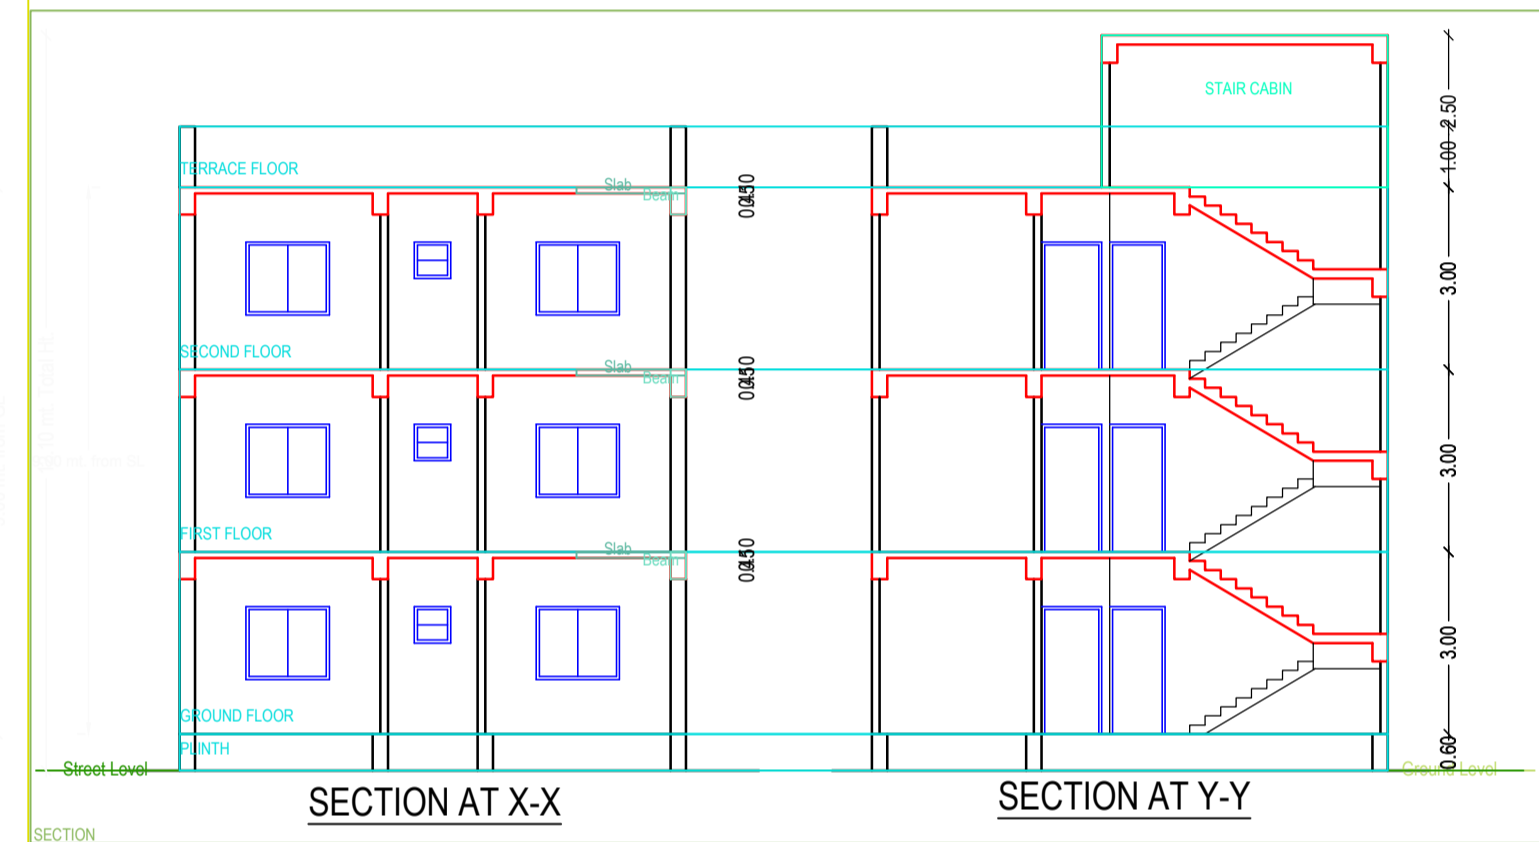 STAIR CABIN
2.50
1.00
TERRACE FLOOR
Slab
Beam
3.00
SECOND FLOOR
Slab
Beam
3.00
FIRST FLOOR
Slab
Beam
3.00
GROUND FLOOR
PLINTH
0.60
Street Level
Ground Level
SECTION AT X-X
SECTION AT Y-Y
SECTION